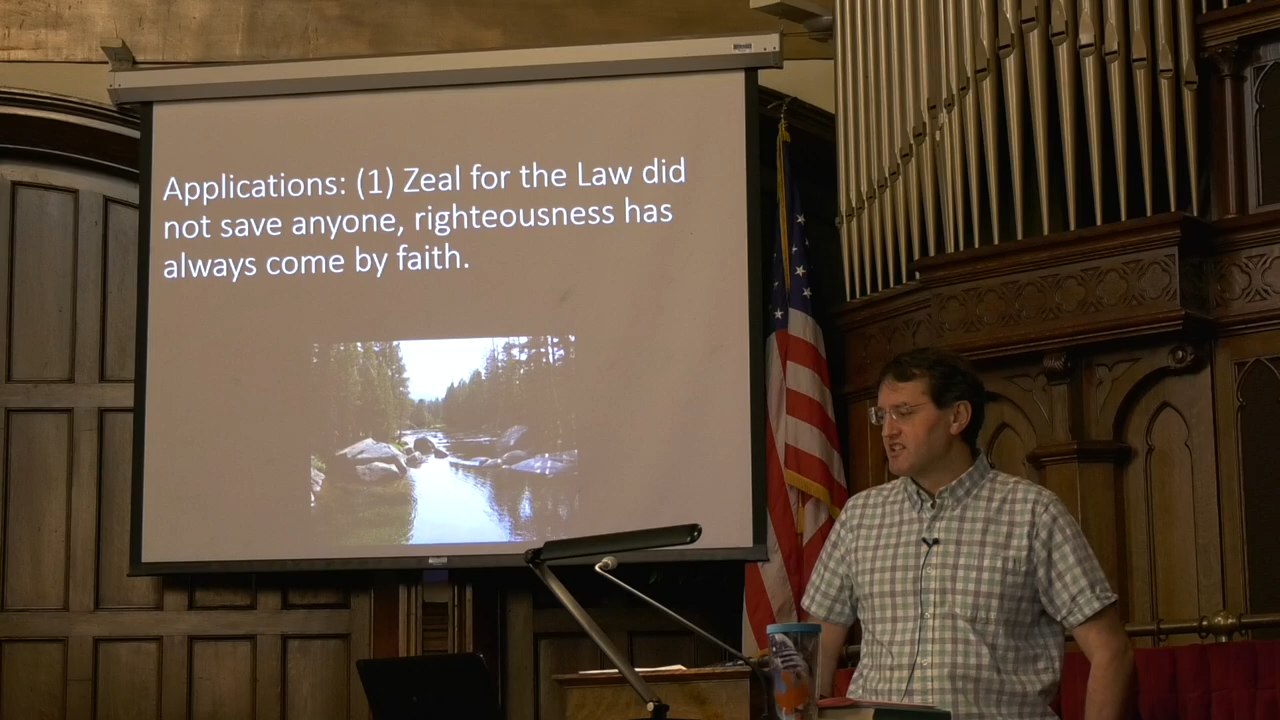 Applications: (1) Zeal for the Law did
not save anyone, righteousness has
always come by faith.